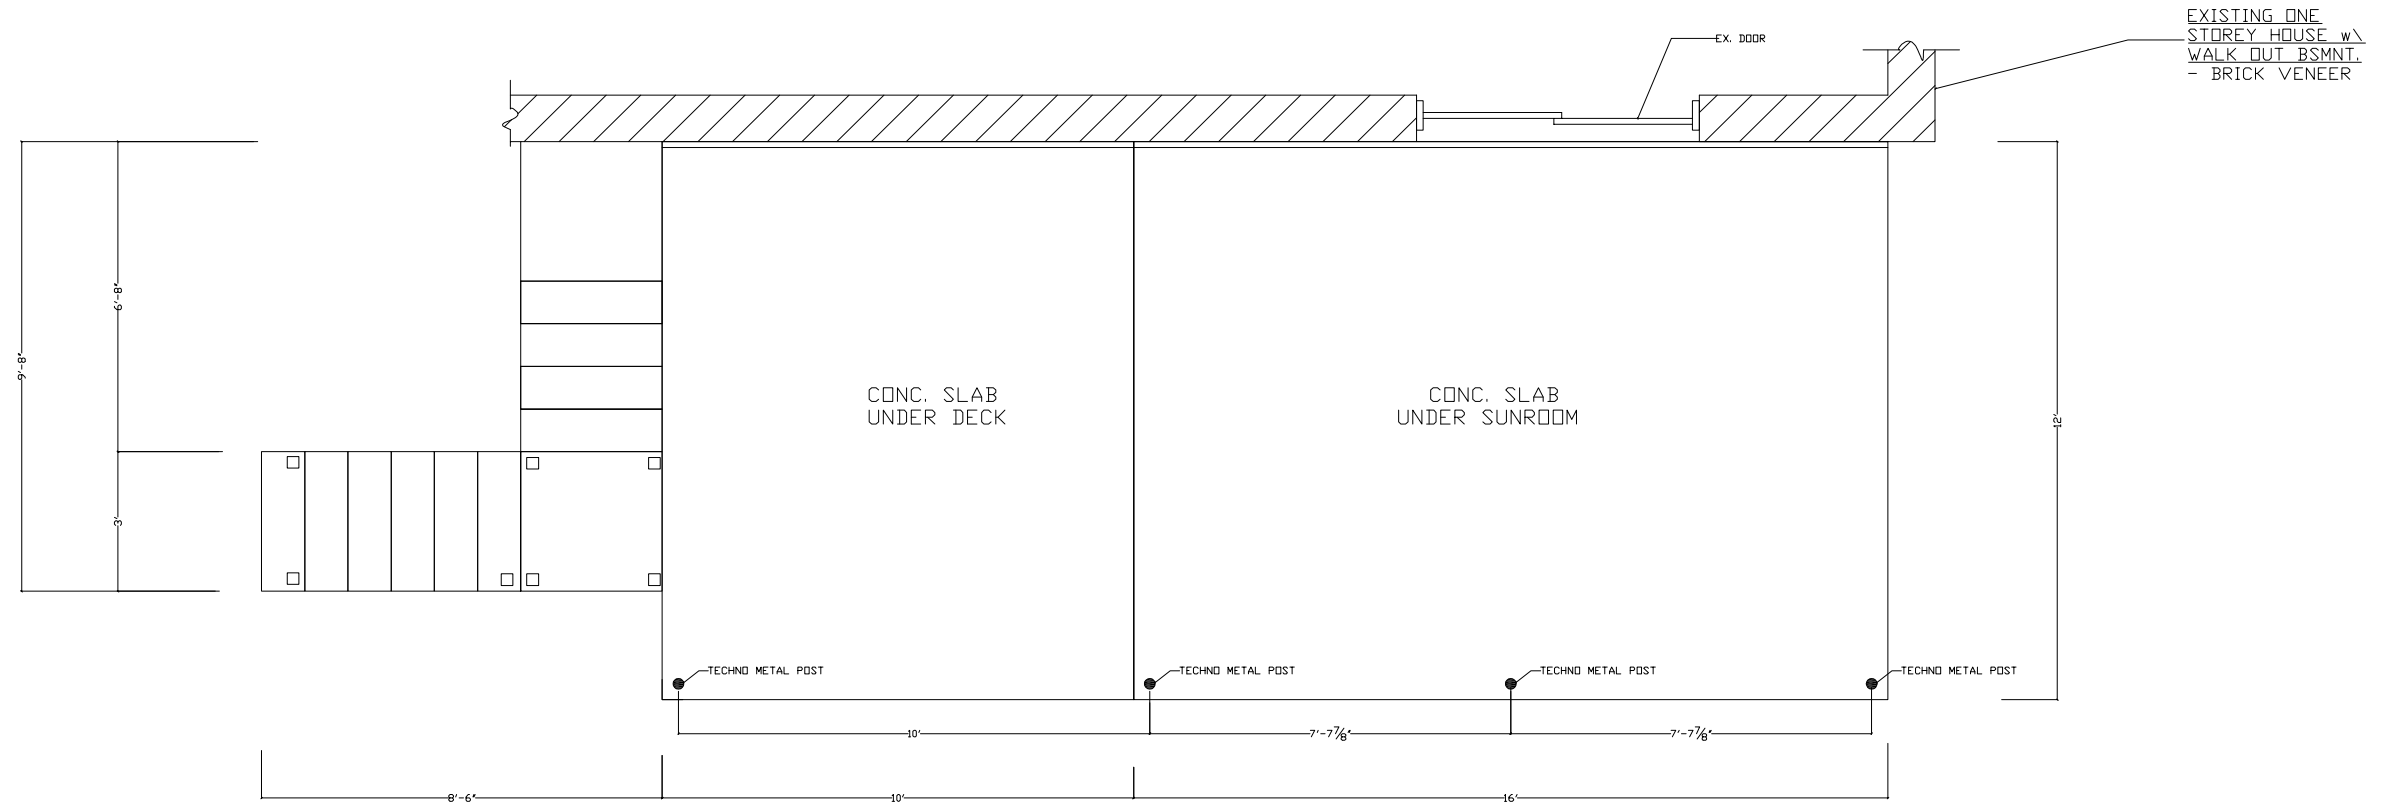 EXISTING ONE
STOREY HOUSE w\
WALK OUT BSMNT.
- BRICK VENEER
EX. DOOR
6'-8"
9'-8"
3'
12'
CONC. SLAB
UNDER DECK
CONC. SLAB
UNDER SUNROOM
TECHNO METAL POST
TECHNO METAL POST
TECHNO METAL POST
TECHNO METAL POST
10'
7'-7⅞"
7'-7⅞"
8'-6"
10'
16'